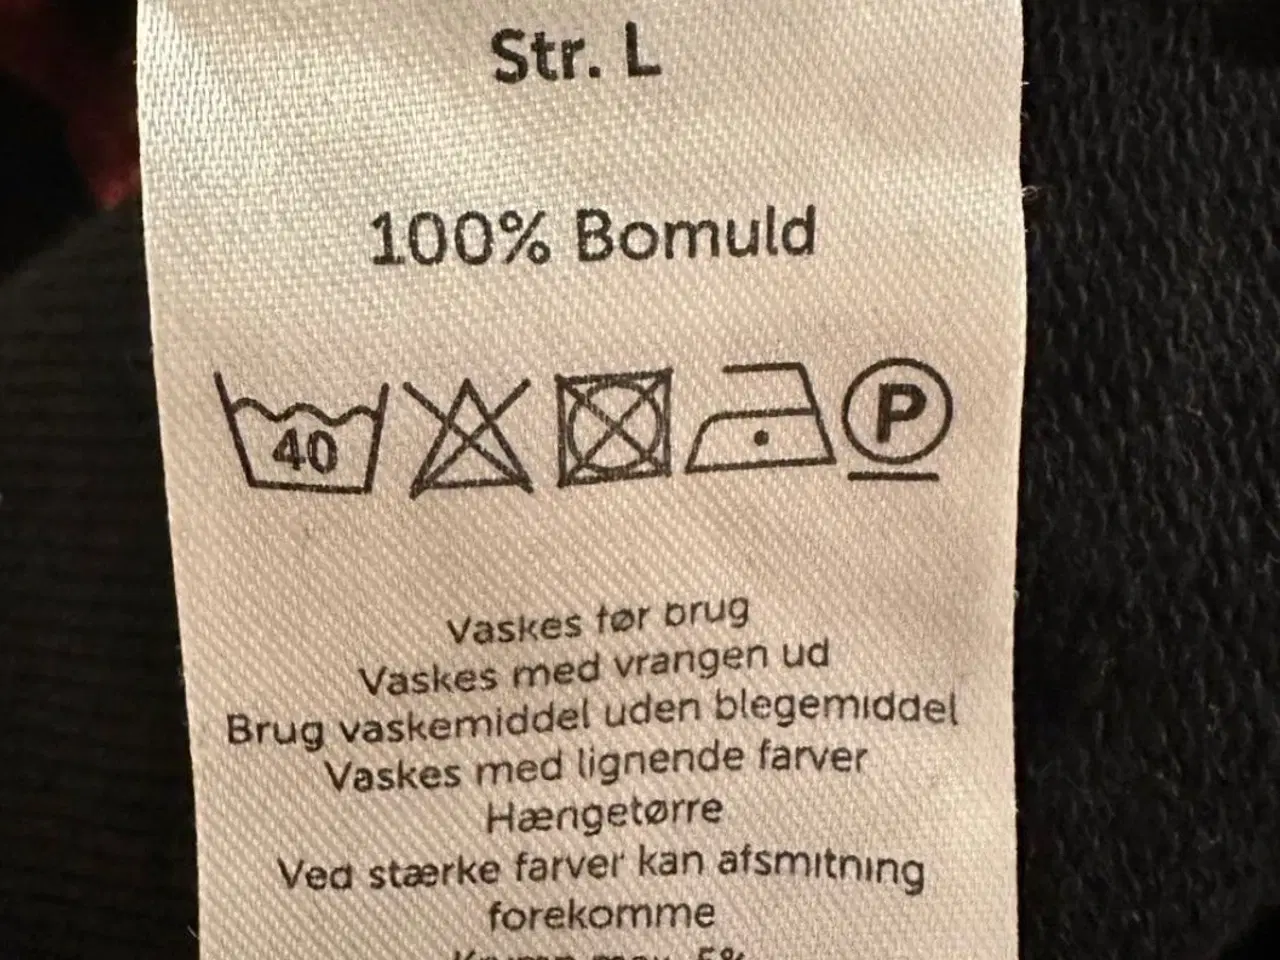 Str. L
100% Bomuld
40 P
Vaskes før brug
Vaskes med vrangen ud
Brug vaskemiddel uden blegemiddel
Vaskes med lignende farver
Hængetørre
Ved stærke farver kan afsmitning
forekomme
5%